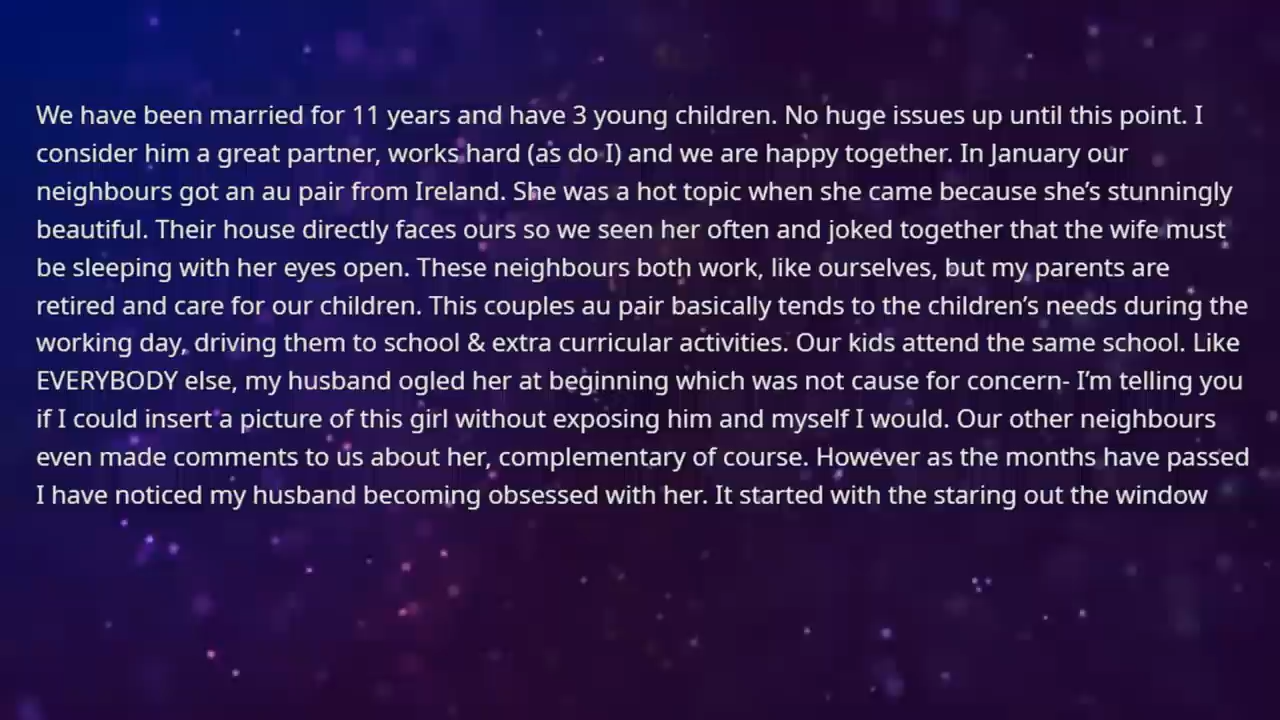 We have been married for 11 years and have 3 young children. No huge issues up until this point. I
consider him a great partner, works hard (as do I) and we are happy together. In January our
neighbours got an au pair from Ireland. She was a hot topic when she came because she’s stunningly
beautiful. Their house directly faces ours so we seen her often and joked together that the wife must
be sleeping with her eyes open. These neighbours both work, like ourselves, but my parents are
retired and care for our children. This couples au pair basically tends to the children’s needs during the
working day, driving them to school & extra curricular activities. Our kids attend the same school. Like
EVERYBODY else, my husband ogled her at beginning which was not cause for concern- I’m telling you
if I could insert a picture of this girl without exposing him and myself I would. Our other neighbours
even made comments to us about her, complementary of course. However as the months have passed
I have noticed my husband becoming obsessed with her. It started with the staring out the window